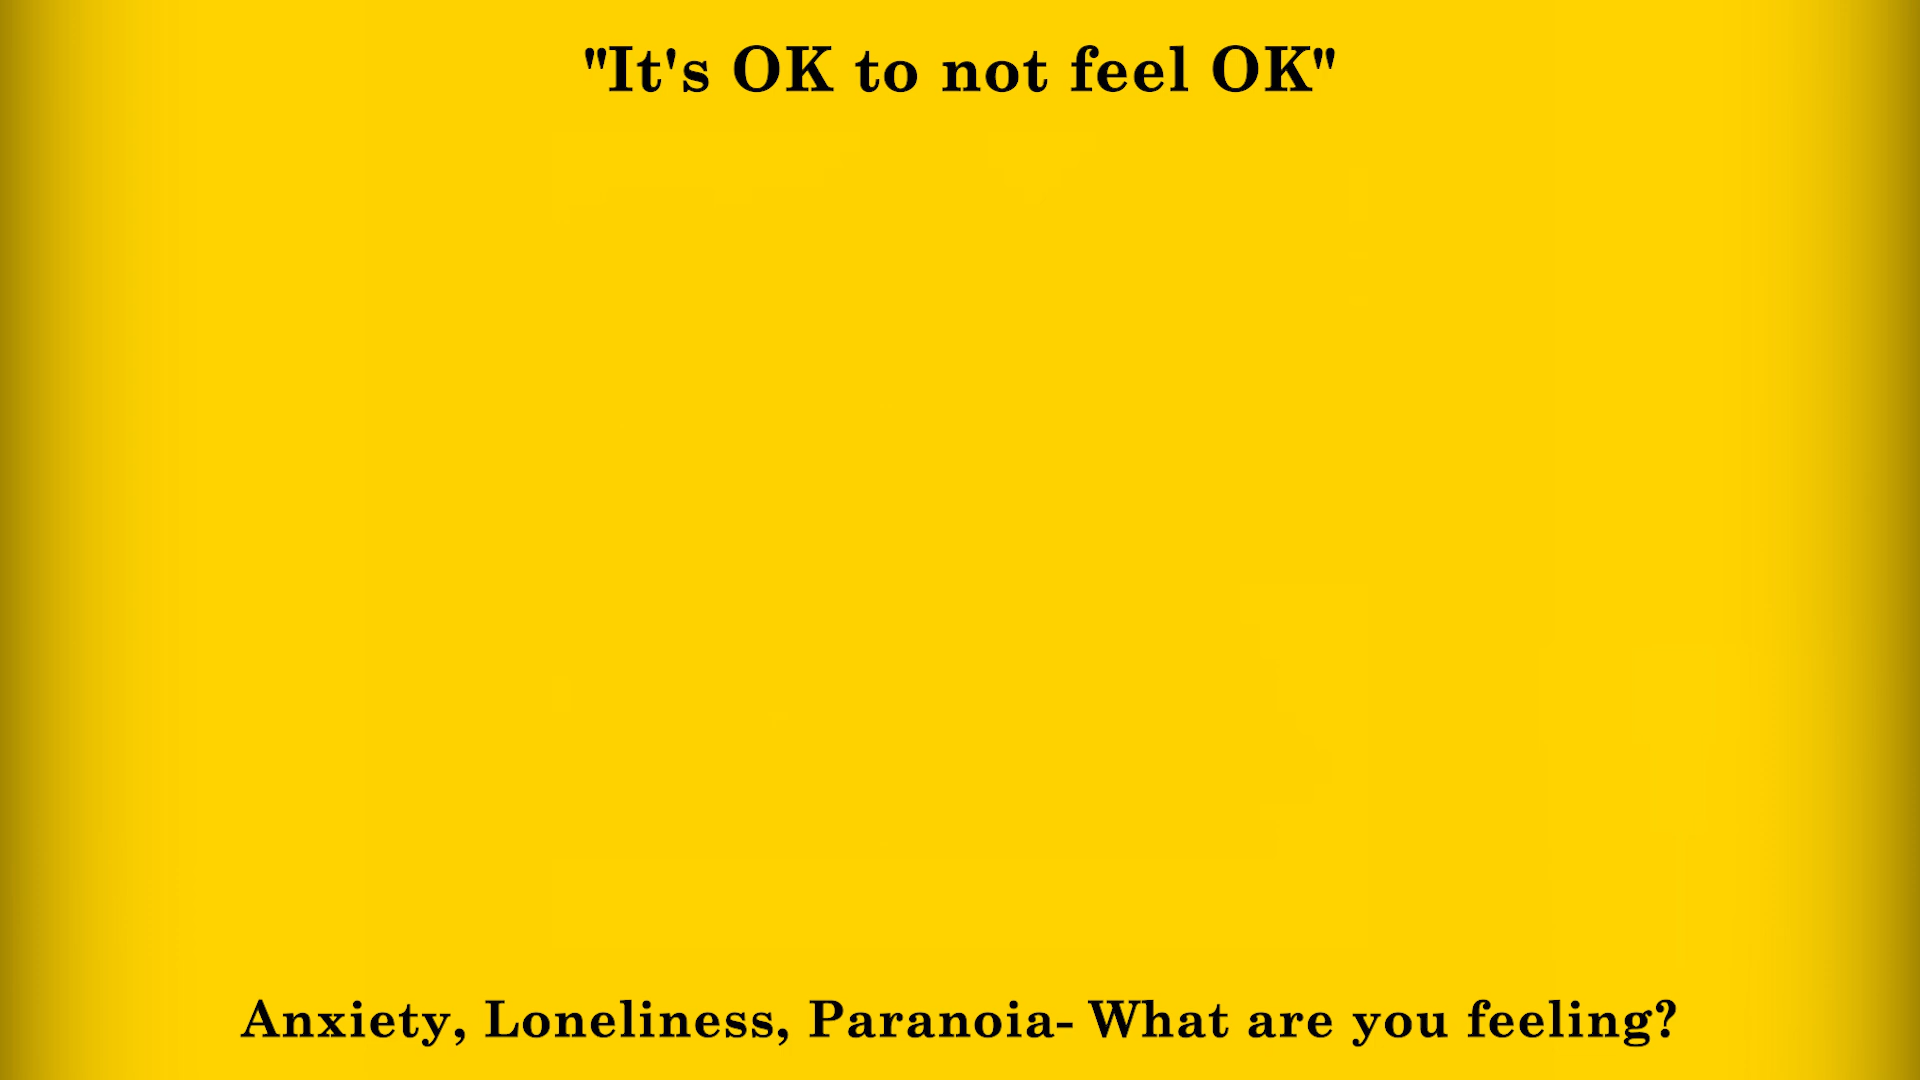 "It's OK to not feel OK"
Anxiety, Loneliness, Paranoia- What are you feeling?